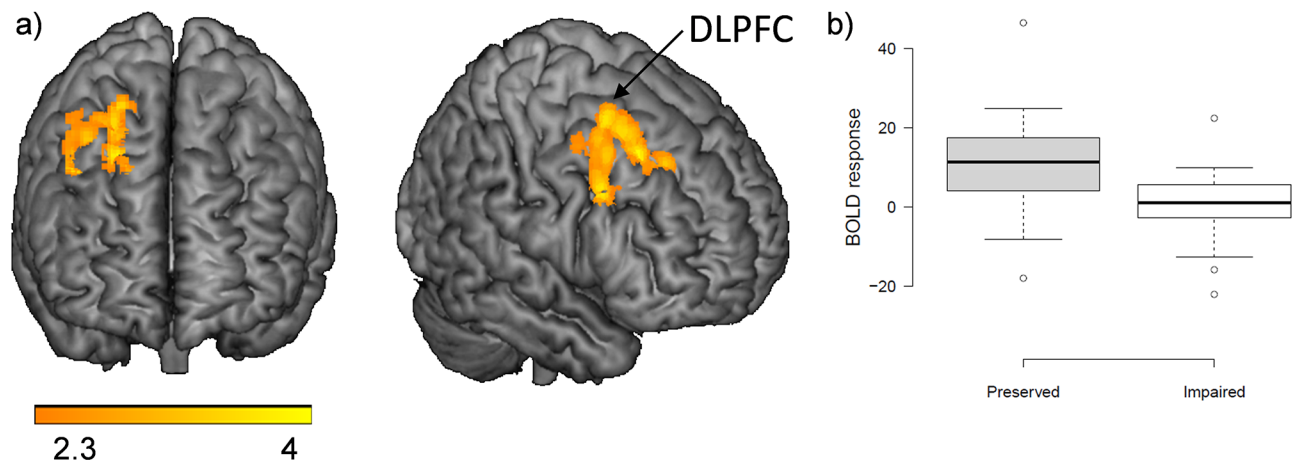 a)
DLPFC
2.3 4
b)
BOLD response
40
20
0
−20
Preserved Impaired